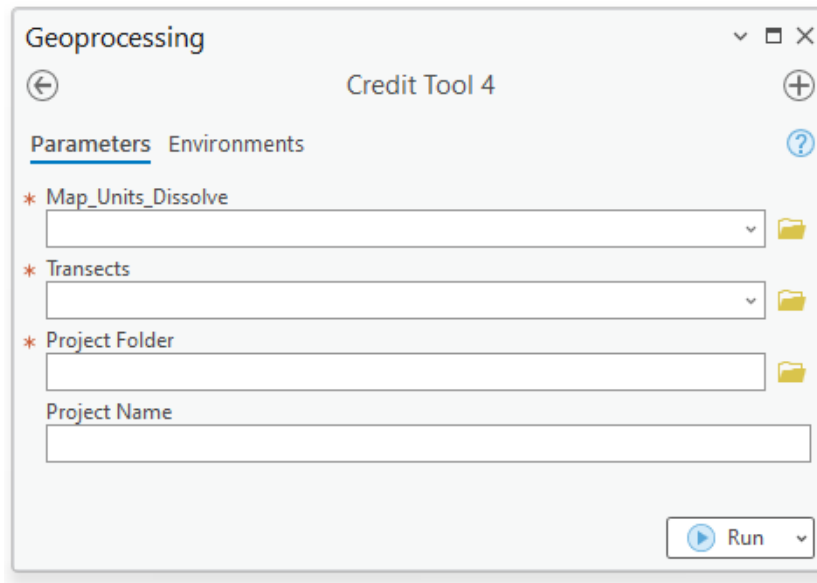 Geoprocessing
Credit Tool 4
Parameters Environments
* Map_Units_Dissolve
* Transects
* Project Folder
Project Name
Run